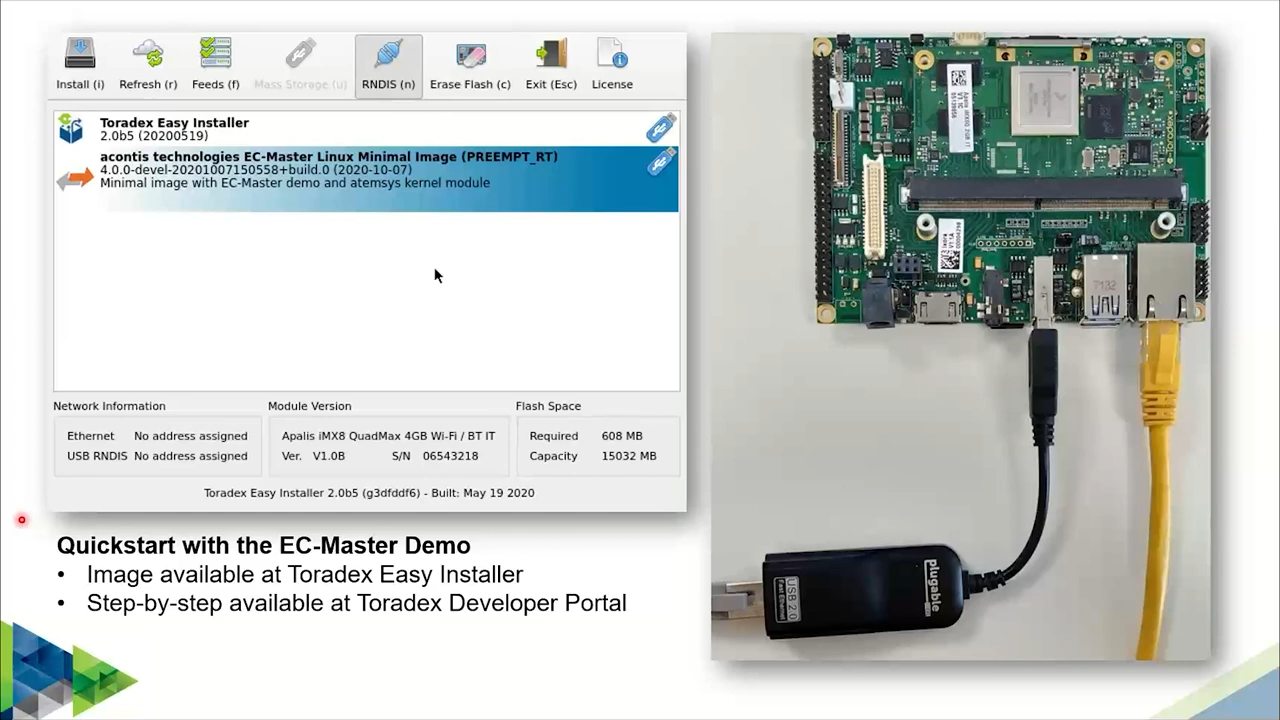 Install (i) Refresh (r) Feeds (f) Mass Storage (u) RNDIS (n) Erase Flash (c) Exit (Esc) License
Toradex Easy Installer
2.0b5 (20200519)
acontis technologies EC-Master Linux Minimal Image (PREEMPT_RT)
4.0.0-devel-20201007150558+build.0 (2020-10-07)
Minimal image with EC-Master demo and atemsys kernel module
Network Information
Ethernet No address assigned
USB RNDIS No address assigned
Module Version
Apalis iMX8 QuadMax 4GB Wi-Fi / BT IT
Ver. V1.0B S/N 06543218
Flash Space
Required 608 MB
Capacity 15032 MB
Toradex Easy Installer 2.0b5 (g3dfddf6) - Built: May 19 2020
Quickstart with the EC-Master Demo
• Image available at Toradex Easy Installer
• Step-by-step available at Toradex Developer Portal
7132
plugable
USB 2.0
Fast Ethernet